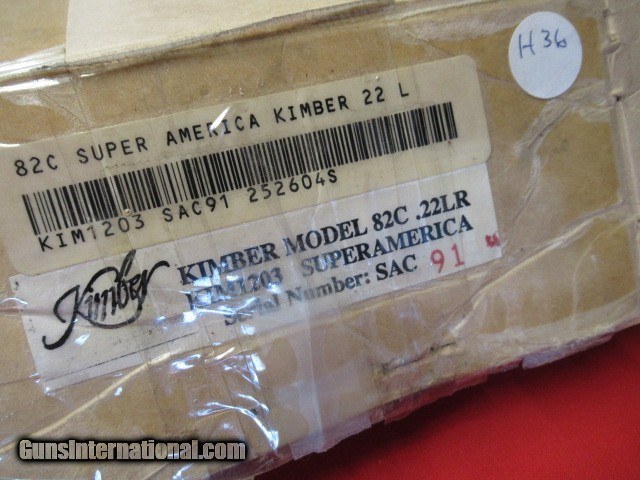 H36
82C SUPER AMERICA KIMBER 22 L
KIM1203 SAC91 252604S
Kimber
KIMBER MODEL 82C .22LR
KIM1203 SUPERAMERICA
Serial Number: SAC 91
GunsInternational.com